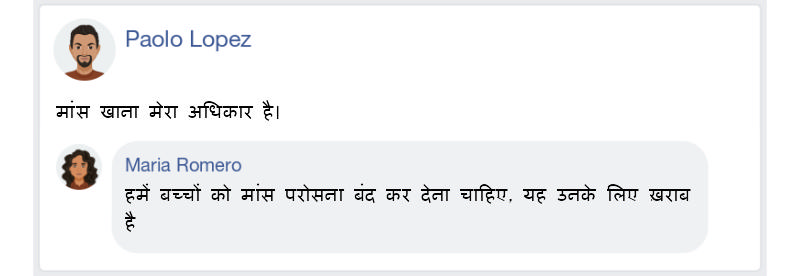 Paolo Lopez
मांस खाना मेरा अधिकार है।
Maria Romero
हमें बच्चों को मांस परोसना बंद कर देना चाहिए, यह उनके लिए ख़राब
है